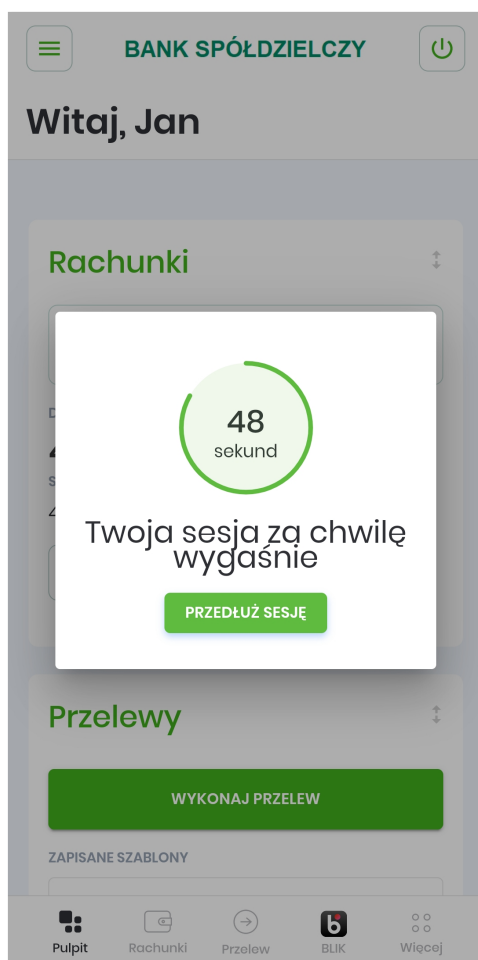 BANK SPÓŁDZIELCZY
Witaj, Jan
Rachunki
48
sekund
Twoja sesja za chwilę
wygaśnie
PRZEDŁUŻ SESJĘ
Przelewy
WYKONAJ PRZELEW
ZAPISANE SZABLONY
Pulpit
Rachunki
Przelew
BLIK
Więcej